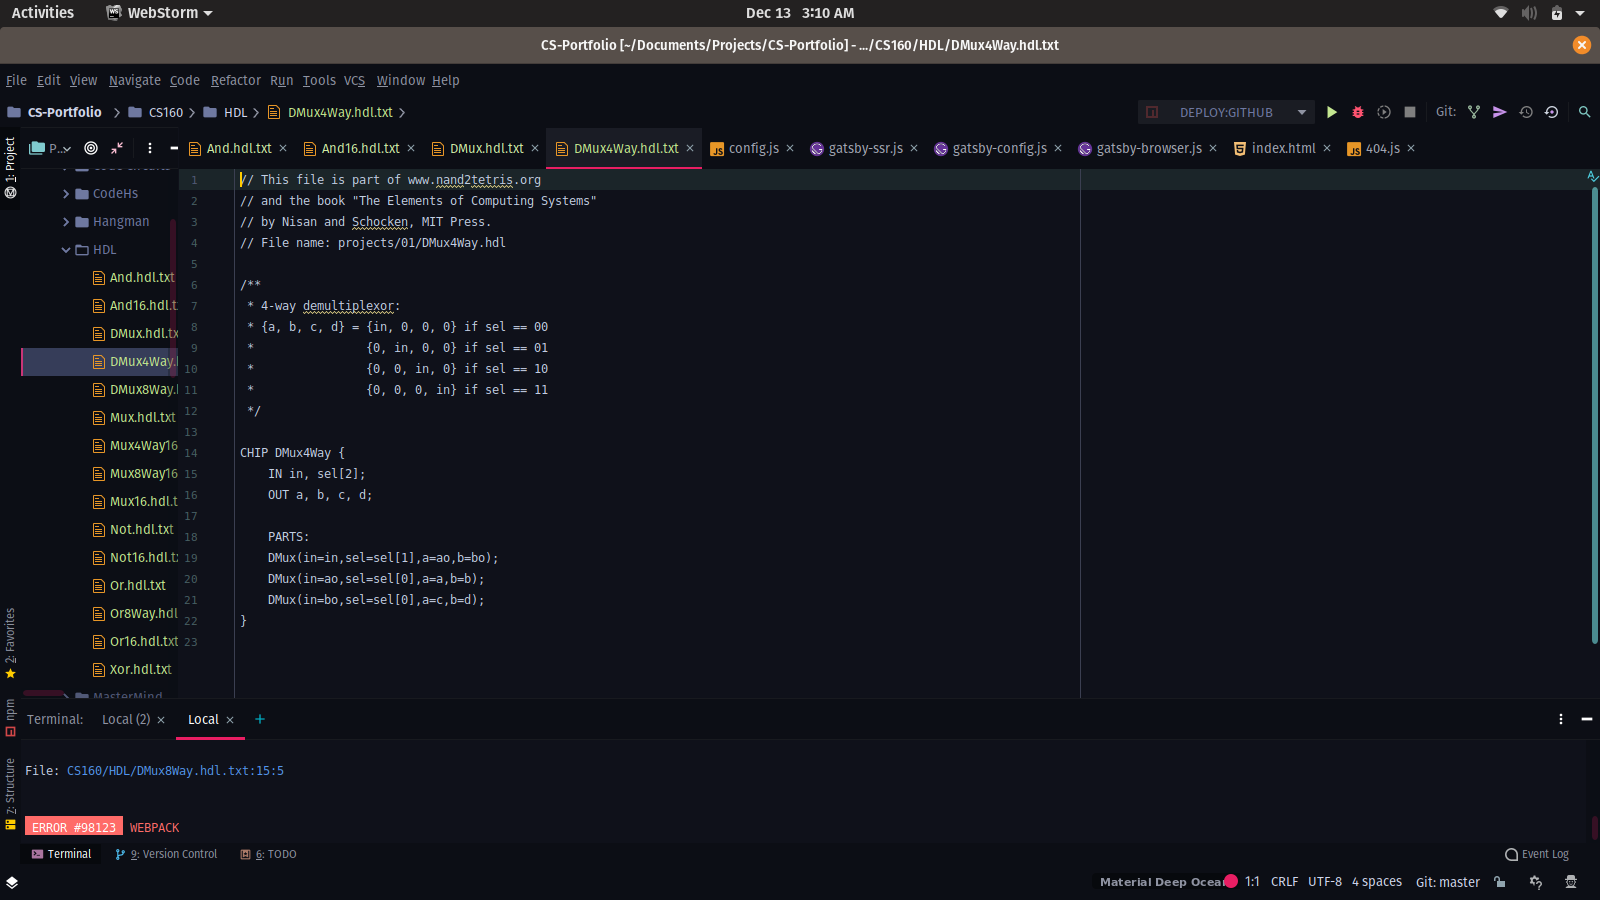 Activities WebStorm Dec 13 3:10 AM
CS-Portfolio [~/Documents/Projects/CS-Portfolio] - .../CS160/HDL/DMux4Way.hdl.txt
File Edit View Navigate Code Refactor Run Tools VCS Window Help
CS-Portfolio CS160 HDL DMux4Way.hdl.txt DEPLOY:GITHUB Git:
1: Project
P... And.hdl.txt And16.hdl.txt DMux.hdl.txt DMux4Way.hdl.txt config.js gatsby-ssr.js gatsby-config.js gatsby-browser.js index.html 404.js
CodeHs
Hangman
HDL
And.hdl.txt
And16.hdl.t
DMux.hdl.tx
DMux4Way.
DMux8Way.
Mux.hdl.txt
Mux4Way16
Mux8Way16
Mux16.hdl.t
Not.hdl.txt
Not16.hdl.t
Or.hdl.txt
Or8Way.hdl
Or16.hdl.txt
Xor.hdl.txt
MasterMind
1 // This file is part of www.nand2tetris.org
2 // and the book "The Elements of Computing Systems"
3 // by Nisan and Schocken, MIT Press.
4 // File name: projects/01/DMux4Way.hdl
5
6 /**
7 * 4-way demultiplexor:
8 * {a, b, c, d} = {in, 0, 0, 0} if sel == 00
9 * {0, in, 0, 0} if sel == 01
10 * {0, 0, in, 0} if sel == 10
11 * {0, 0, 0, in} if sel == 11
12 */
13
14 CHIP DMux4Way {
15 IN in, sel[2];
16 OUT a, b, c, d;
17
18 PARTS:
19 DMux(in=in,sel=sel[1],a=ao,b=bo);
20 DMux(in=ao,sel=sel[0],a=a,b=b);
21 DMux(in=bo,sel=sel[0],a=c,b=d);
22 }
23
2: Favorites
npm
7: Structure
Terminal: Local (2) Local
File: CS160/HDL/DMux8Way.hdl.txt:15:5
ERROR #98123 WEBPACK
Terminal 9: Version Control 6: TODO Event Log
Material Deep Ocean 1:1 CRLF UTF-8 4 spaces Git: master